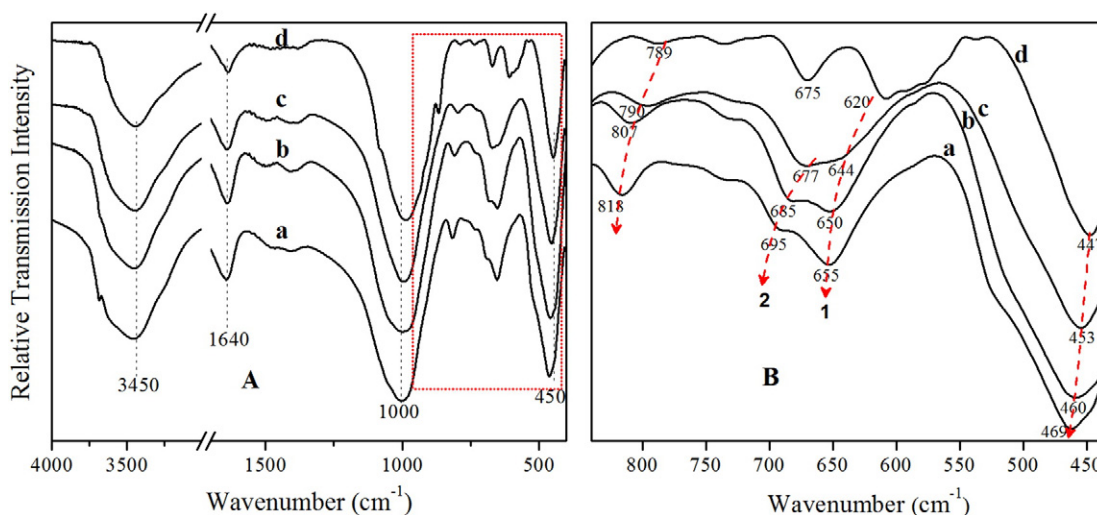 Relative Transmission Intensity
d
c
b
a
3450
1640
A
1000
450
4000
3500
1500
1000
500
Wavenumber (cm-1)
789
d
790
675
620
807
c
b
677
644
a
818
685
650
695
655
447
2
1
453
B
460
469
800
750
700
650
600
550
500
450
Wavenumber (cm-1)